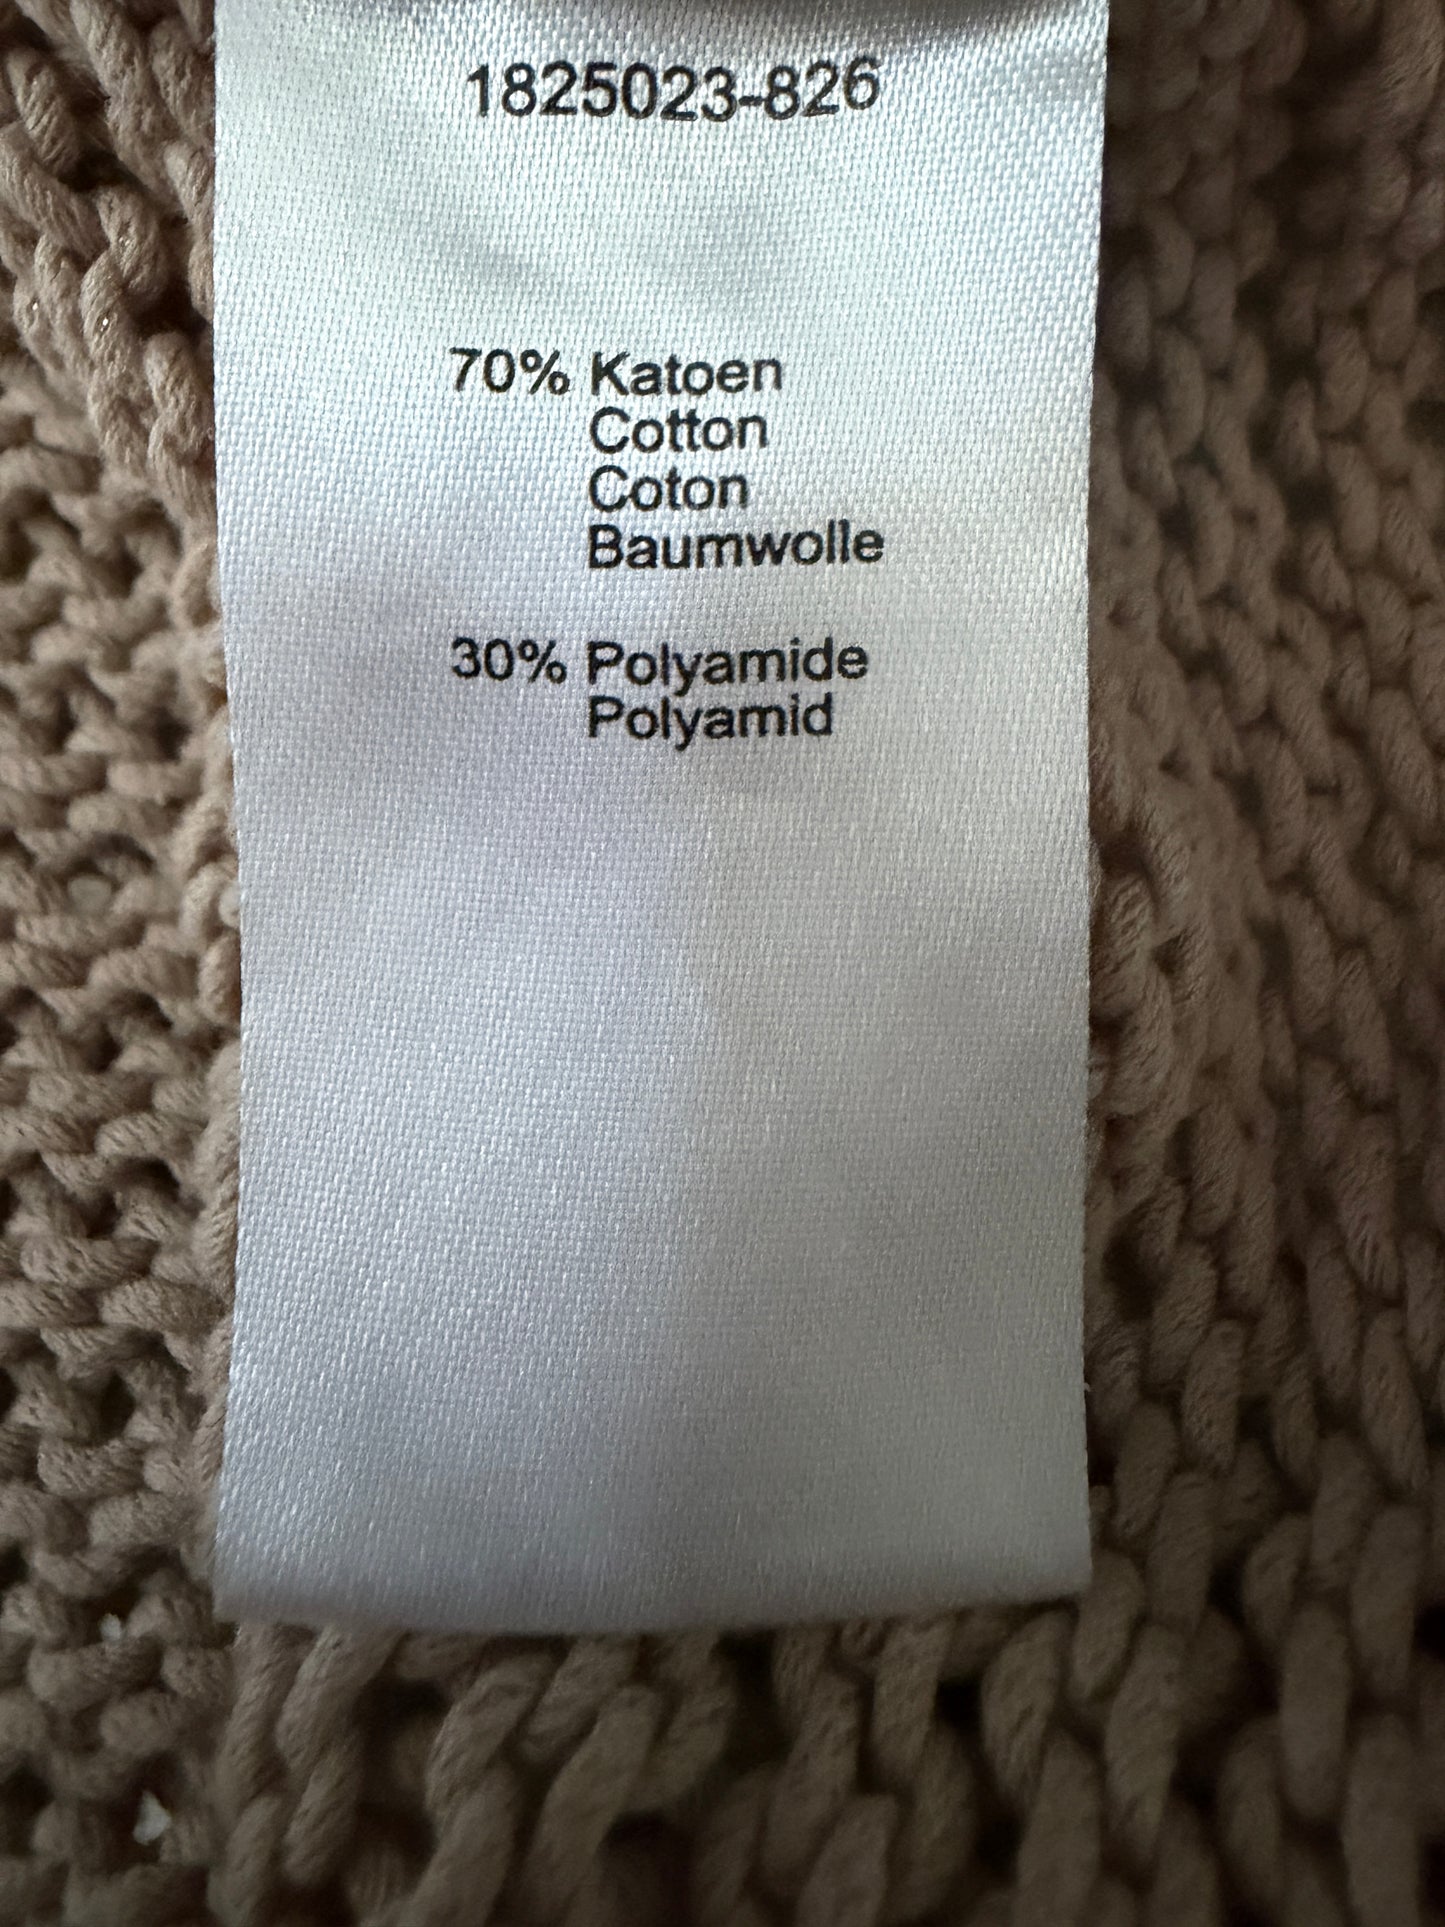 1825023-826
70% Katoen
Cotton
Coton
Baumwolle
30% Polyamide
Polyamid